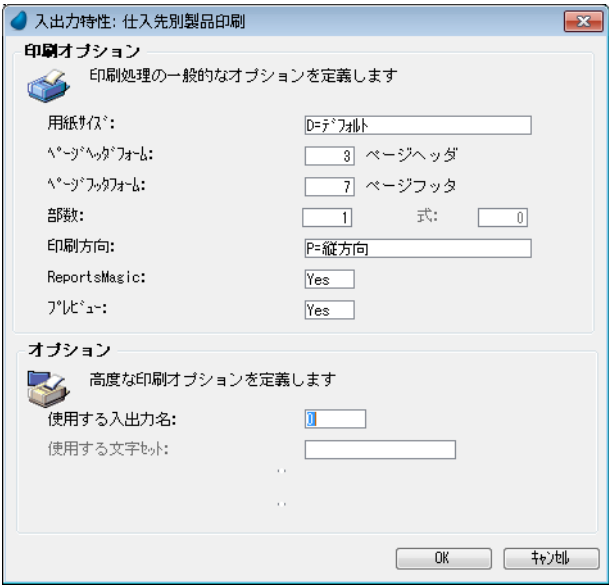 入出力特性: 仕入先別製品印刷
印刷オプション
印刷処理の一般的なオプションを定義します
用紙ｻｲｽﾞ: D=ﾃﾞﾌｫﾙﾄ
ﾍﾟｰｼﾞﾍｯﾀﾞﾌｫｰﾑ: 3 ページヘッダ
ﾍﾟｰｼﾞﾌｯﾀﾌｫｰﾑ: 7 ページフッタ
部数: 1 式: 0
印刷方向: P=縦方向
ReportsMagic: Yes
ﾌﾟﾚﾋﾞｭｰ: Yes
オプション
高度な印刷オプションを定義します
使用する入出力名: 0
使用する文字ｾｯﾄ:
OK ｷｬﾝｾﾙ